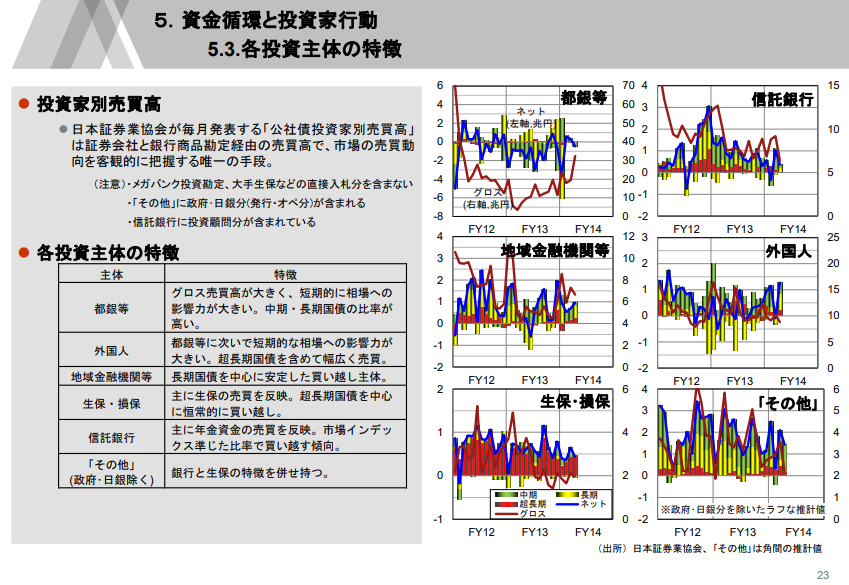 ５．資金循環と投資家行動
5.3.各投資主体の特徴
● 投資家別売買高
● 日本証券業協会が毎月発表する「公社債投資家別売買高」
は証券会社と銀行商品勘定経由の売買高で、市場の売買動
向を客観的に把握する唯一の手段。
（注意）・メガバンク投資勘定、大手生保などの直接入札分を含まない
・「その他」に政府・日銀分(発行・オペ分)が含まれる
・信託銀行に投資顧問分が含まれている
● 各投資主体の特徴
主体 特徴
都銀等 グロス売買高が大きく、短期的に相場への
影響力が大きい。中期・長期国債の比率が
高い。
外国人 都銀等に次いで短期的な相場への影響力が
大きい。超長期国債を含めて幅広く売買。
地域金融機関等 長期国債を中心に安定した買い越し主体。
生保・損保 主に生保の売買を反映。超長期国債を中心
に恒常的に買い越し。
信託銀行 主に年金資金の売買を反映。市場インデッ
クス準じた比率で買い越す傾向。
「その他」
(政府・日銀除く) 銀行と生保の特徴を併せ持つ。
都銀等
ネット
(左軸,兆円)
グロス
(右軸,兆円)
6
4
2
0
-2
-4
-6
-8
70
60
50
40
30
20
10
0
FY12 FY13 FY14
信託銀行
4
3
2
1
0
-1
-2
15
10
5
0
FY12 FY13 FY14
地域金融機関等
4
3
2
1
0
-1
-2
12
10
8
6
4
2
0
FY12 FY13 FY14
外国人
3
2
1
0
-1
-2
25
20
15
10
5
0
FY12 FY13 FY14
生保・損保
2
1
0
-1
6
4
2
0
中期 長期
超長期 ネット
グロス
FY12 FY13 FY14
「その他」
4
3
2
1
0
-1
-2
6
5
4
3
2
1
0
※政府・日銀分を除いたラフな推計値
FY12 FY13 FY14
（出所）日本証券業協会、「その他」は角間の推計値
23